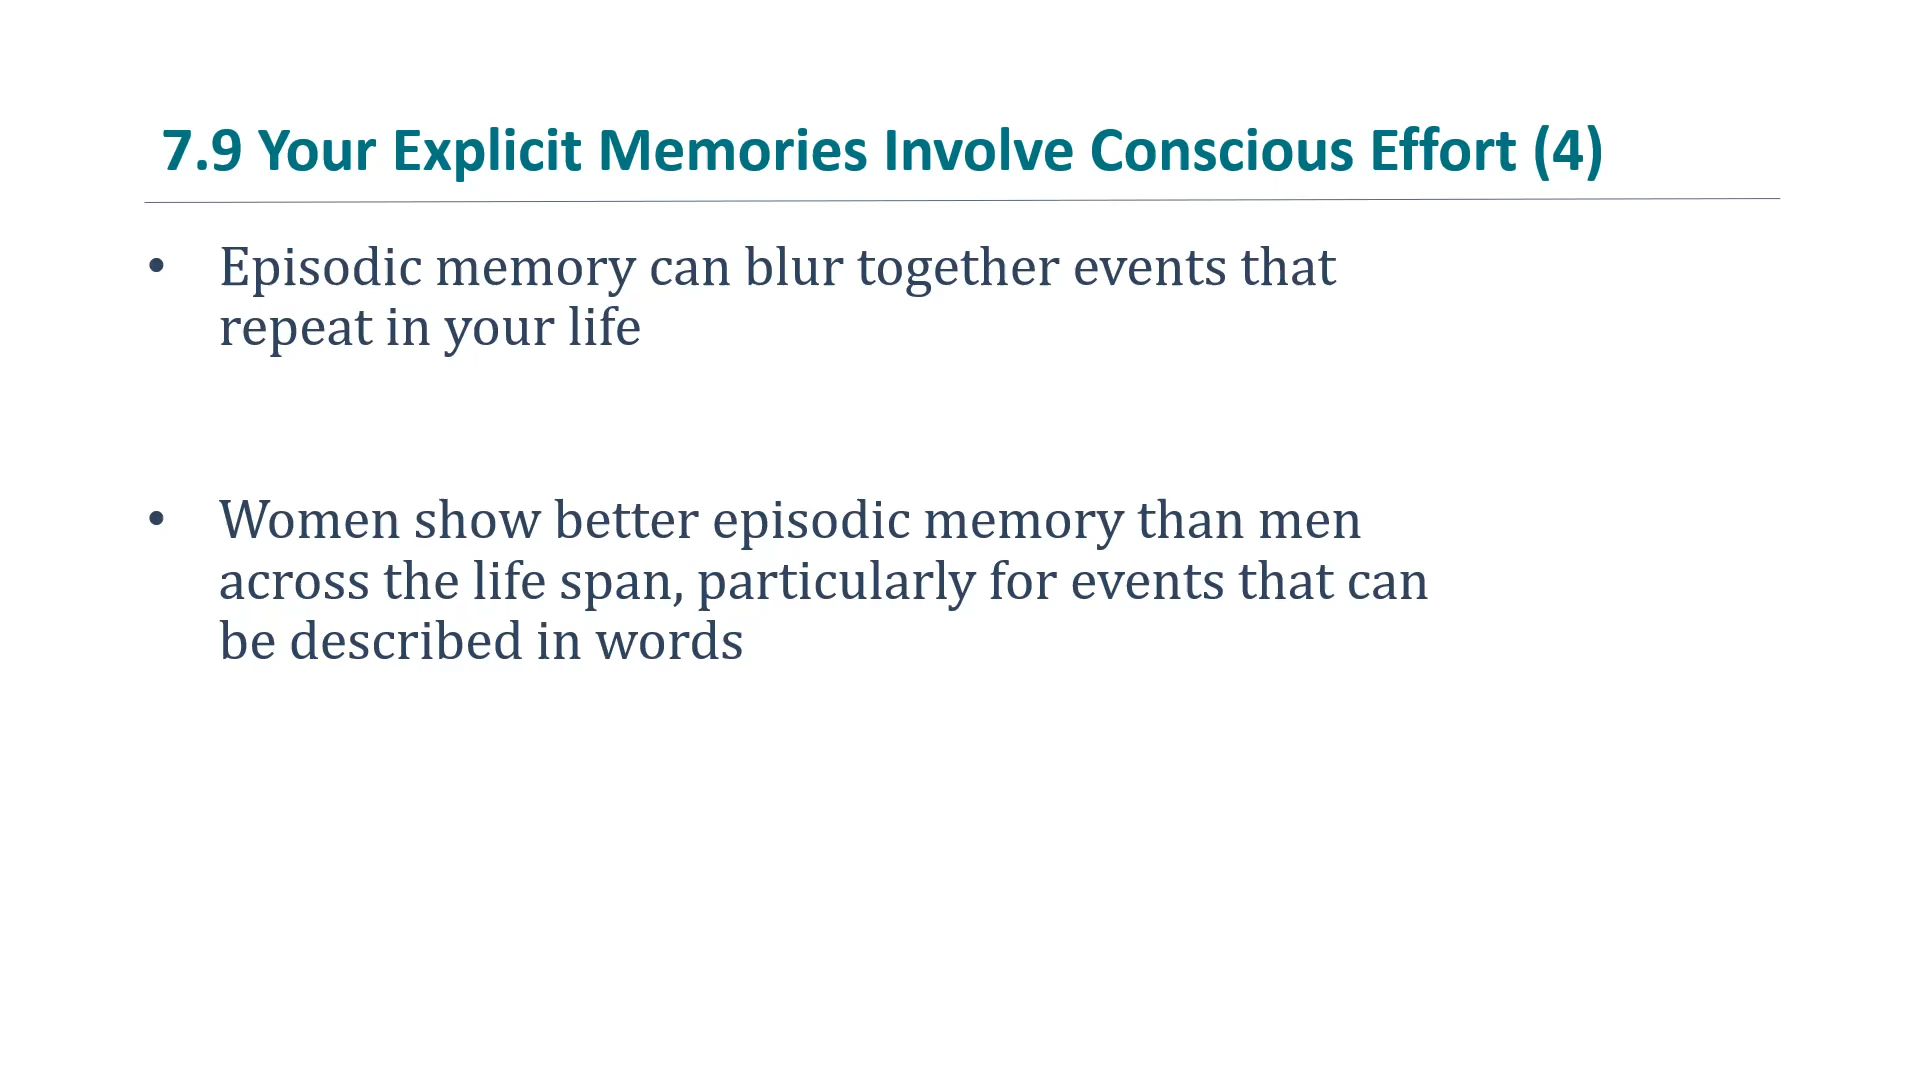 7.9 Your Explicit Memories Involve Conscious Effort (4)
• Episodic memory can blur together events that
repeat in your life
• Women show better episodic memory than men
across the life span, particularly for events that can
be described in words